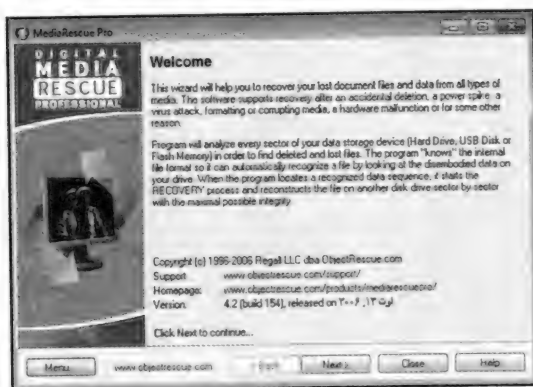 MediaRescue Pro
DIGITAL
MEDIA
RESCUE
PROFESSIONAL
Welcome
This wizard will help you to recover your lost document files and data from all types of
media. The software supports recovery after an accidental deletion, a power spike, a
virus attack, formatting or corrupting media, a hardware malfunction or for some other
reason.
Program will analyze every sector of your data storage device (Hard Drive, USB Disk or
Flash Memory) in order to find deleted and lost files. The program "knows" the internal
file format so it can automatically recognize a file by looking at the disembodied data on
your drive. When the program locates a recognized data sequence, it starts the
RECOVERY process and reconstructs the file on another disk drive sector by sector
with the maximal possible integrity.
Copyright (c) 1996-2006 Regall LLC dba ObjectRescue.com
Support: www.objectrescue.com/support/
Homepage: www.objectrescue.com/products/mediarescuepro/
Version: 4.2 (build 154), released on ۲۰۰۶ ,۱۳ اوت
Click Next to continue...
Menu www.objectrescue.com < Back Next > Close Help